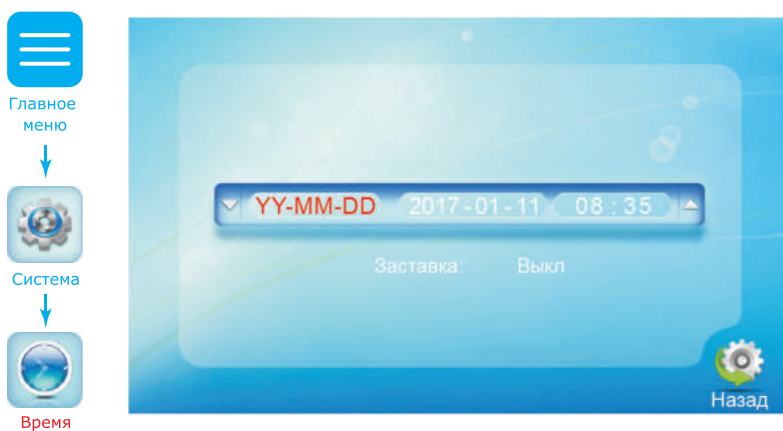 Главное
меню
Система
Время
YY-MM-DD 2017-01-11 08:35
Заставка: Выкл
Назад